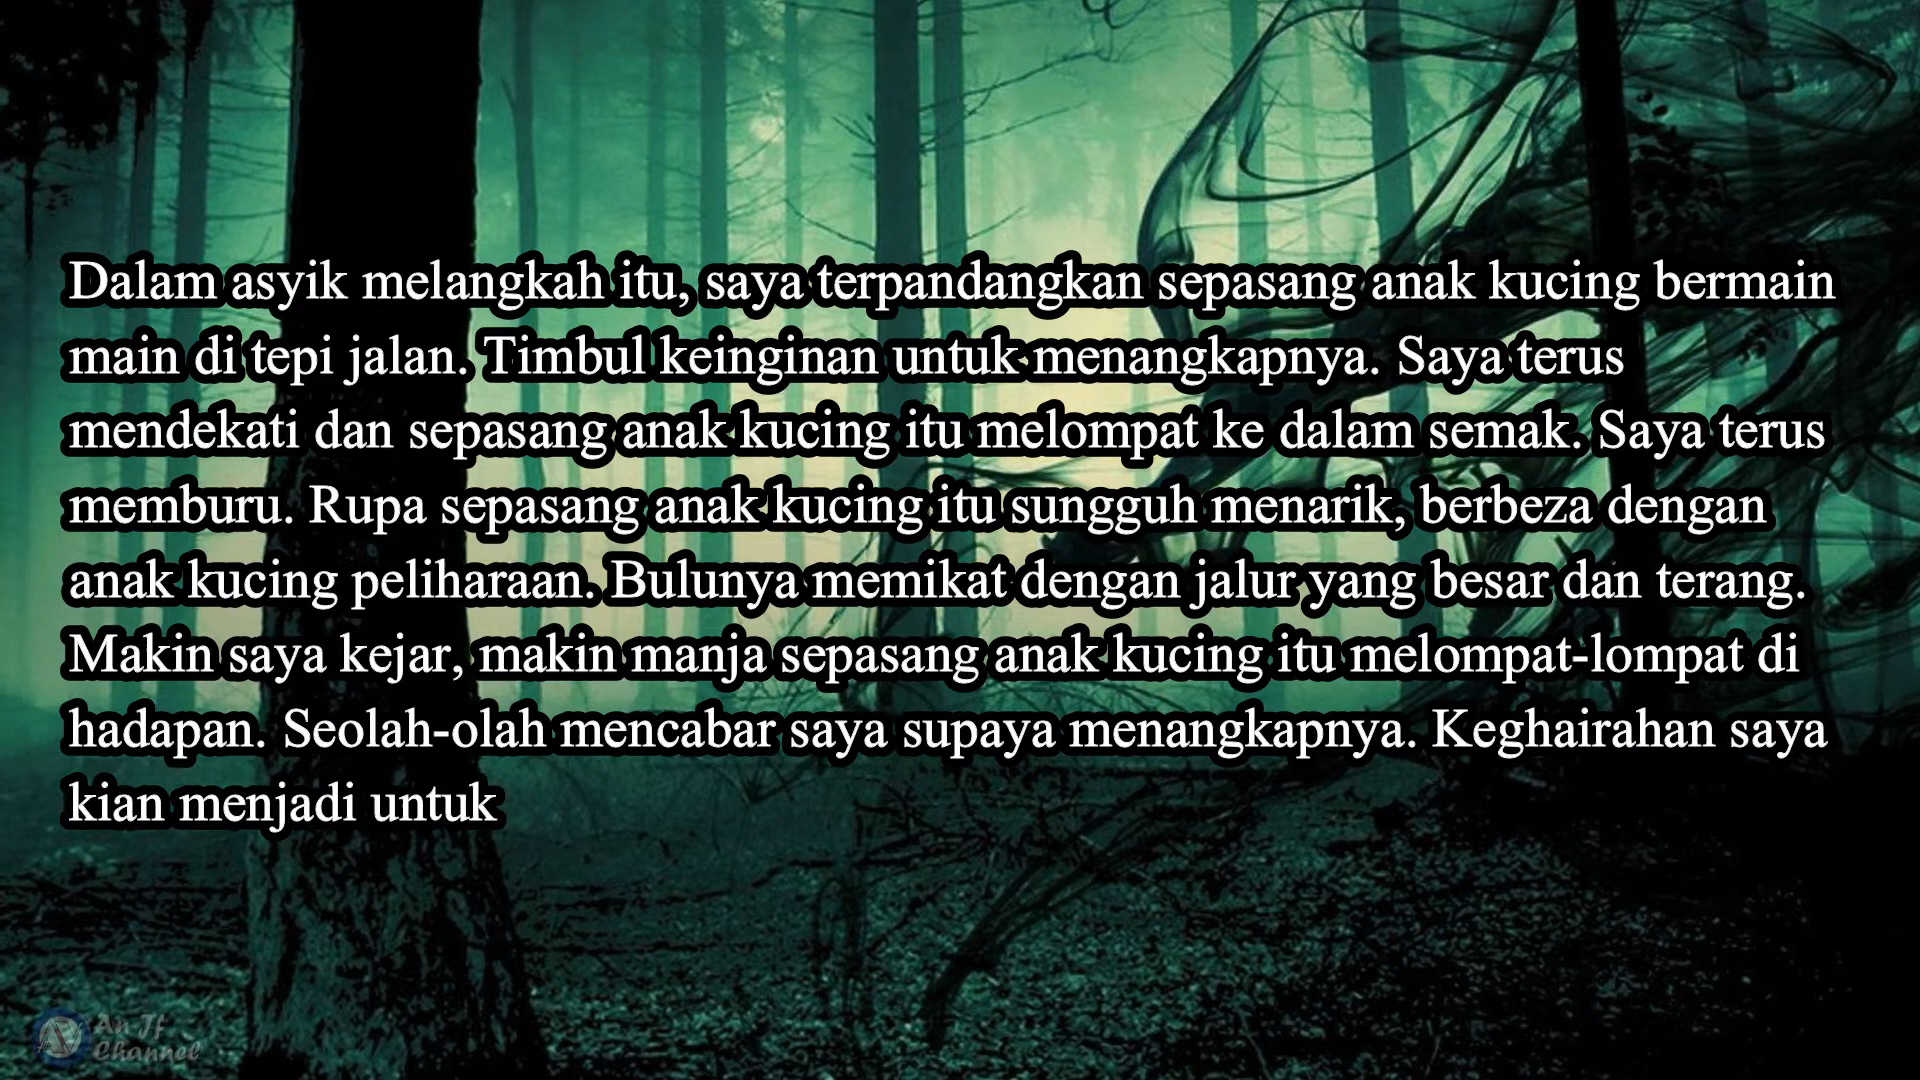 Dalam asyik melangkah itu, saya terpandangkan sepasang anak kucing bermain
main di tepi jalan. Timbul keinginan untuk menangkapnya. Saya terus
mendekati dan sepasang anak kucing itu melompat ke dalam semak. Saya terus
memburu. Rupa sepasang anak kucing itu sungguh menarik, berbeza dengan
anak kucing peliharaan. Bulunya memikat dengan jalur yang besar dan terang.
Makin saya kejar, makin manja sepasang anak kucing itu melompat-lompat di
hadapan. Seolah-olah mencabar saya supaya menangkapnya. Keghairahan saya
kian menjadi untuk
An Jf
Channel